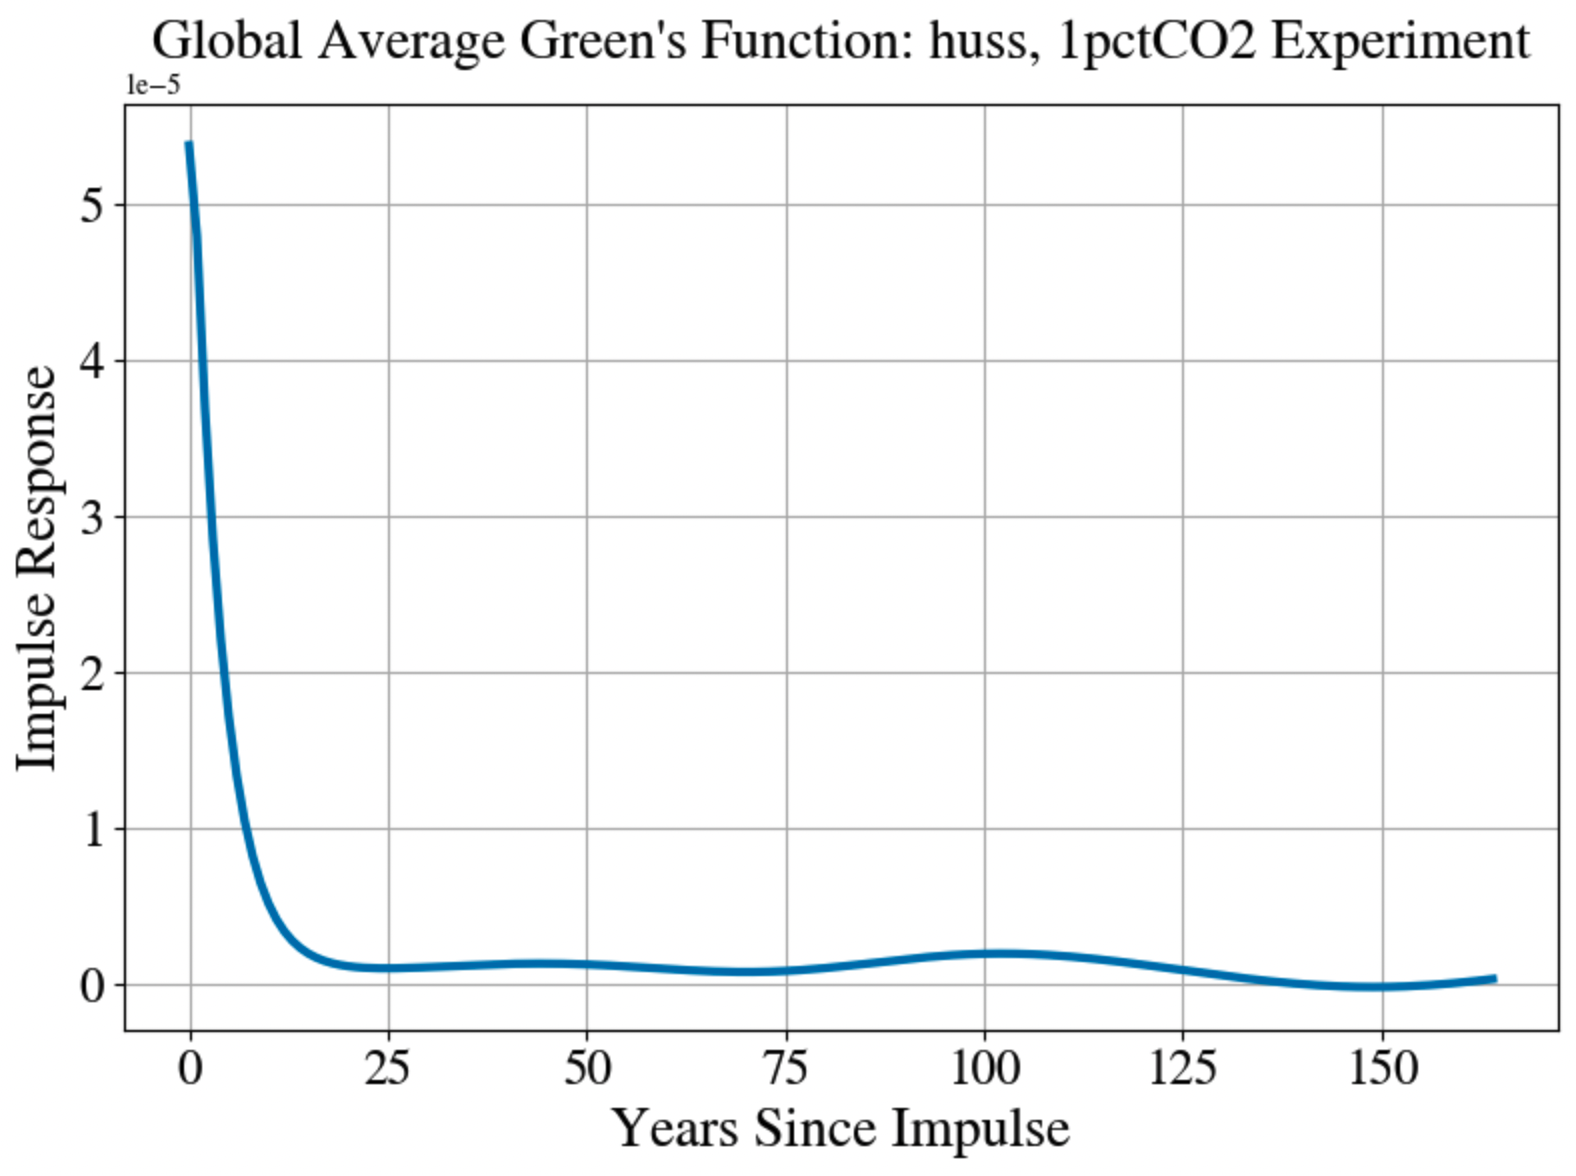 Global Average Green's Function: huss, 1pctCO2 Experiment
1e−5
5
4
3
2
1
0
Impulse Response
0 25 50 75 100 125 150
Years Since Impulse